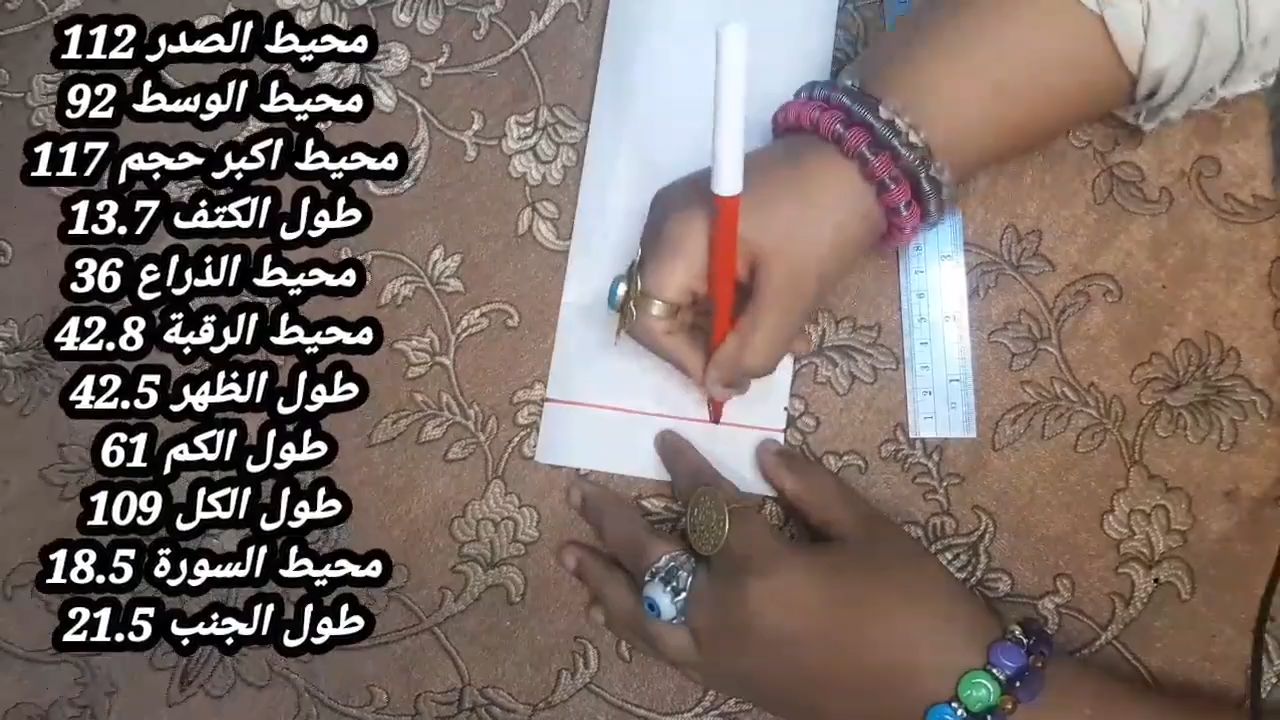 محيط الصدر 112
محيط الوسط 92
محيط اكبر حجم 117
طول الكتف 13.7
محيط الذراع 36
محيط الرقبة 42.8
طول الظهر 42.5
طول الكم 61
طول الكل 109
محيط السورة 18.5
طول الجنب 21.5